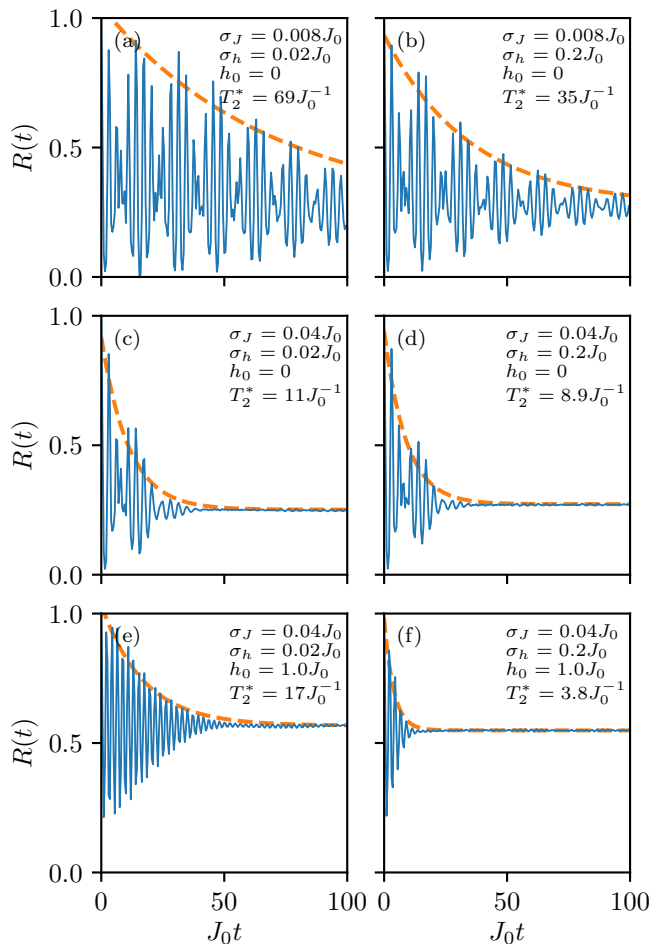 (a)
σ_J = 0.008J_0
σ_h = 0.02J_0
h_0 = 0
T_2^* = 69J_0^{-1}
1.0
0.5
0.0
R(t)
(b)
σ_J = 0.008J_0
σ_h = 0.2J_0
h_0 = 0
T_2^* = 35J_0^{-1}
(c)
σ_J = 0.04J_0
σ_h = 0.02J_0
h_0 = 0
T_2^* = 11J_0^{-1}
1.0
0.5
0.0
R(t)
(d)
σ_J = 0.04J_0
σ_h = 0.2J_0
h_0 = 0
T_2^* = 8.9J_0^{-1}
(e)
σ_J = 0.04J_0
σ_h = 0.02J_0
h_0 = 1.0J_0
T_2^* = 17J_0^{-1}
1.0
0.5
0.0
R(t)
0 50 100
J_0t
(f)
σ_J = 0.04J_0
σ_h = 0.2J_0
h_0 = 1.0J_0
T_2^* = 3.8J_0^{-1}
0 50 100
J_0t